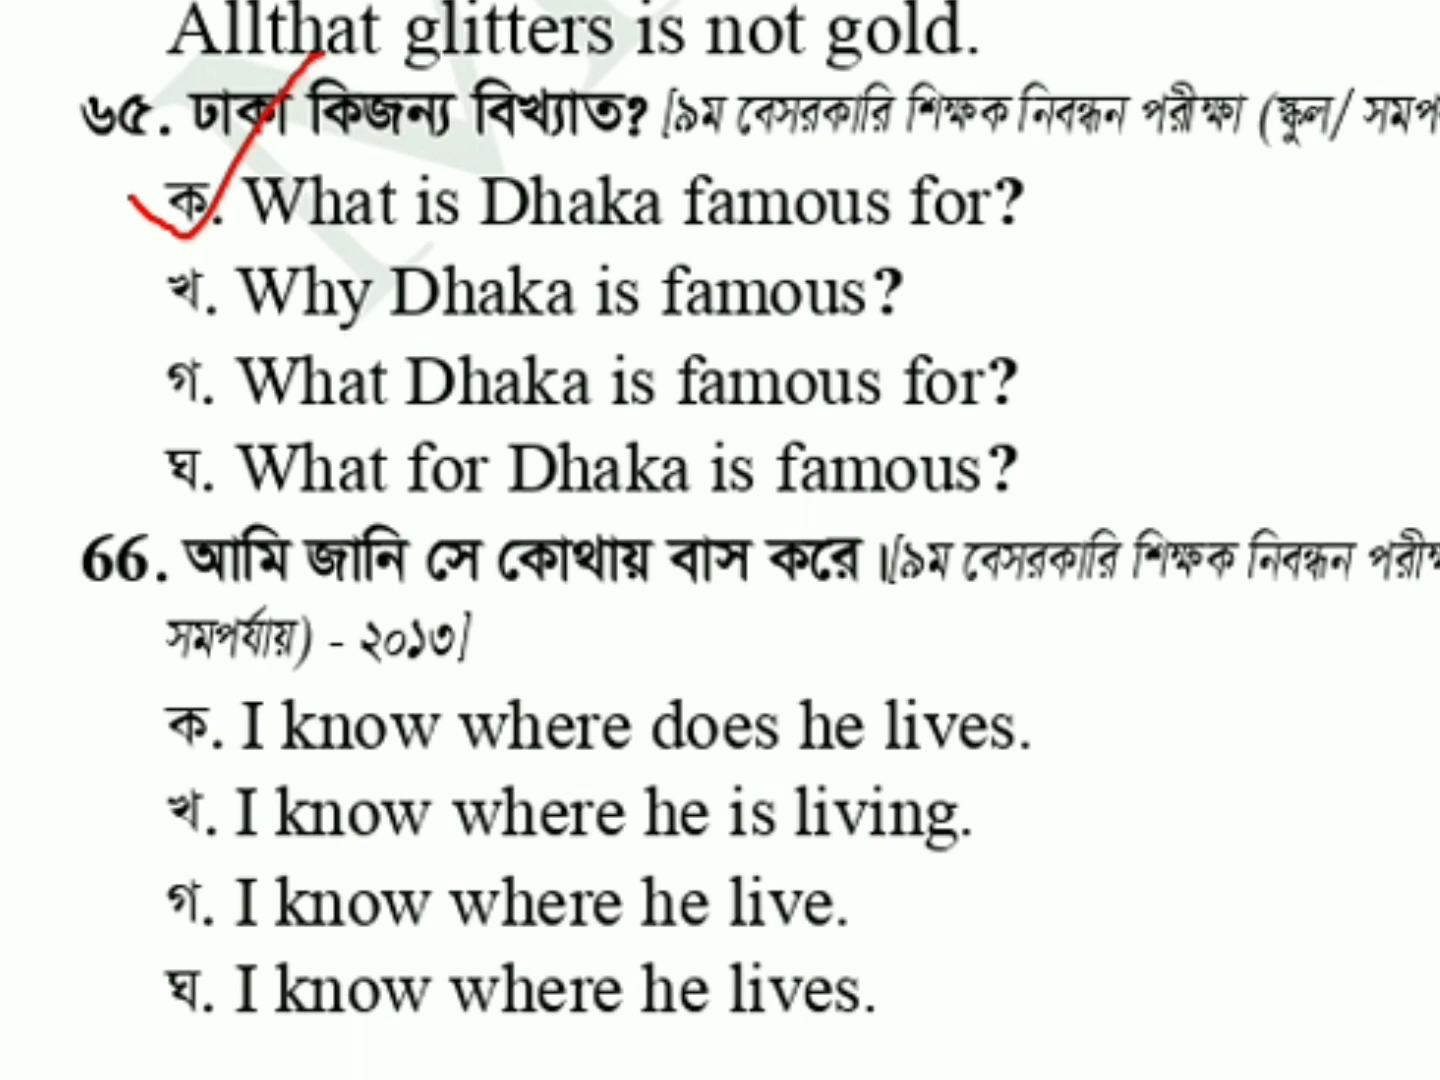 Allthat glitters is not gold.
৬৫. ঢাকা কিজন্য বিখ্যাত? [৯ম বেসরকারি শিক্ষক নিবন্ধন পরীক্ষা (স্কুল/ সমপ
ক. What is Dhaka famous for?
খ. Why Dhaka is famous?
গ. What Dhaka is famous for?
ঘ. What for Dhaka is famous?
66. আমি জানি সে কোথায় বাস করে।[৯ম বেসরকারি শিক্ষক নিবন্ধন
সমপর্যায়) - ২০১৩]
ক. I know where does he lives.
খ. I know where he is living.
গ. I know where he live.
ঘ. I know where he lives.